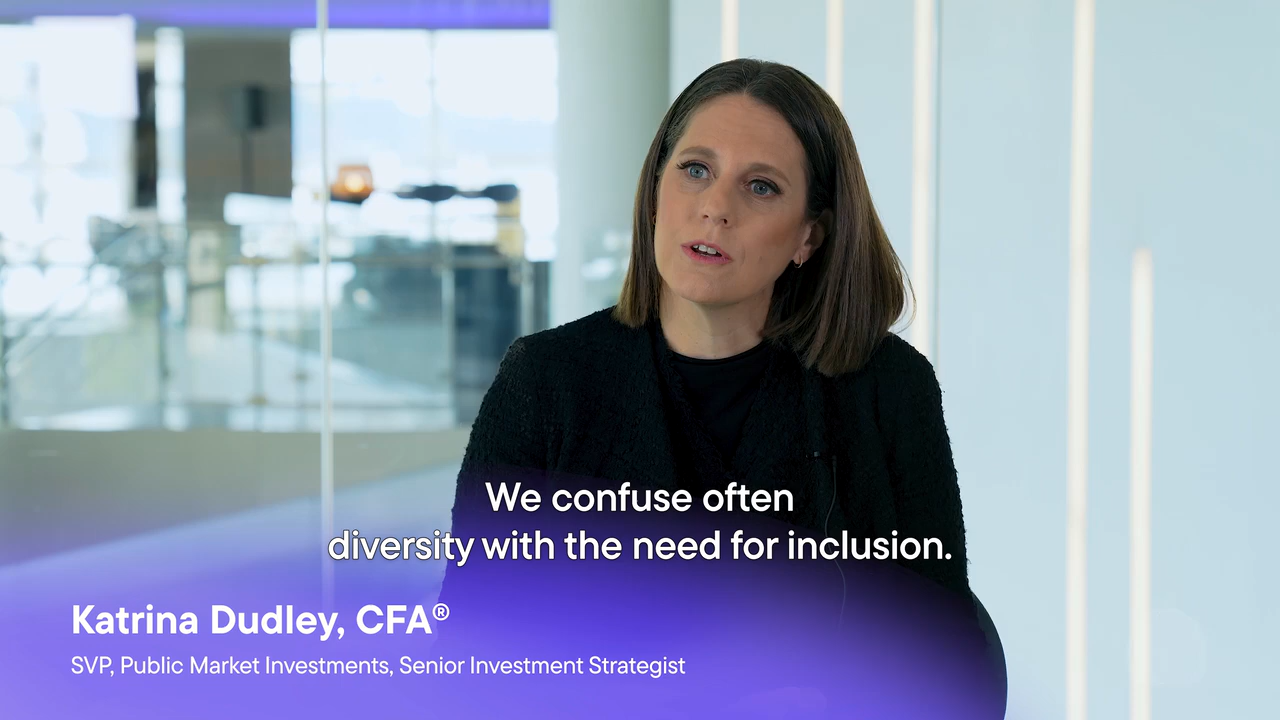 We confuse often
diversity with the need for inclusion.
Katrina Dudley, CFA®
SVP, Public Market Investments, Senior Investment Strategist